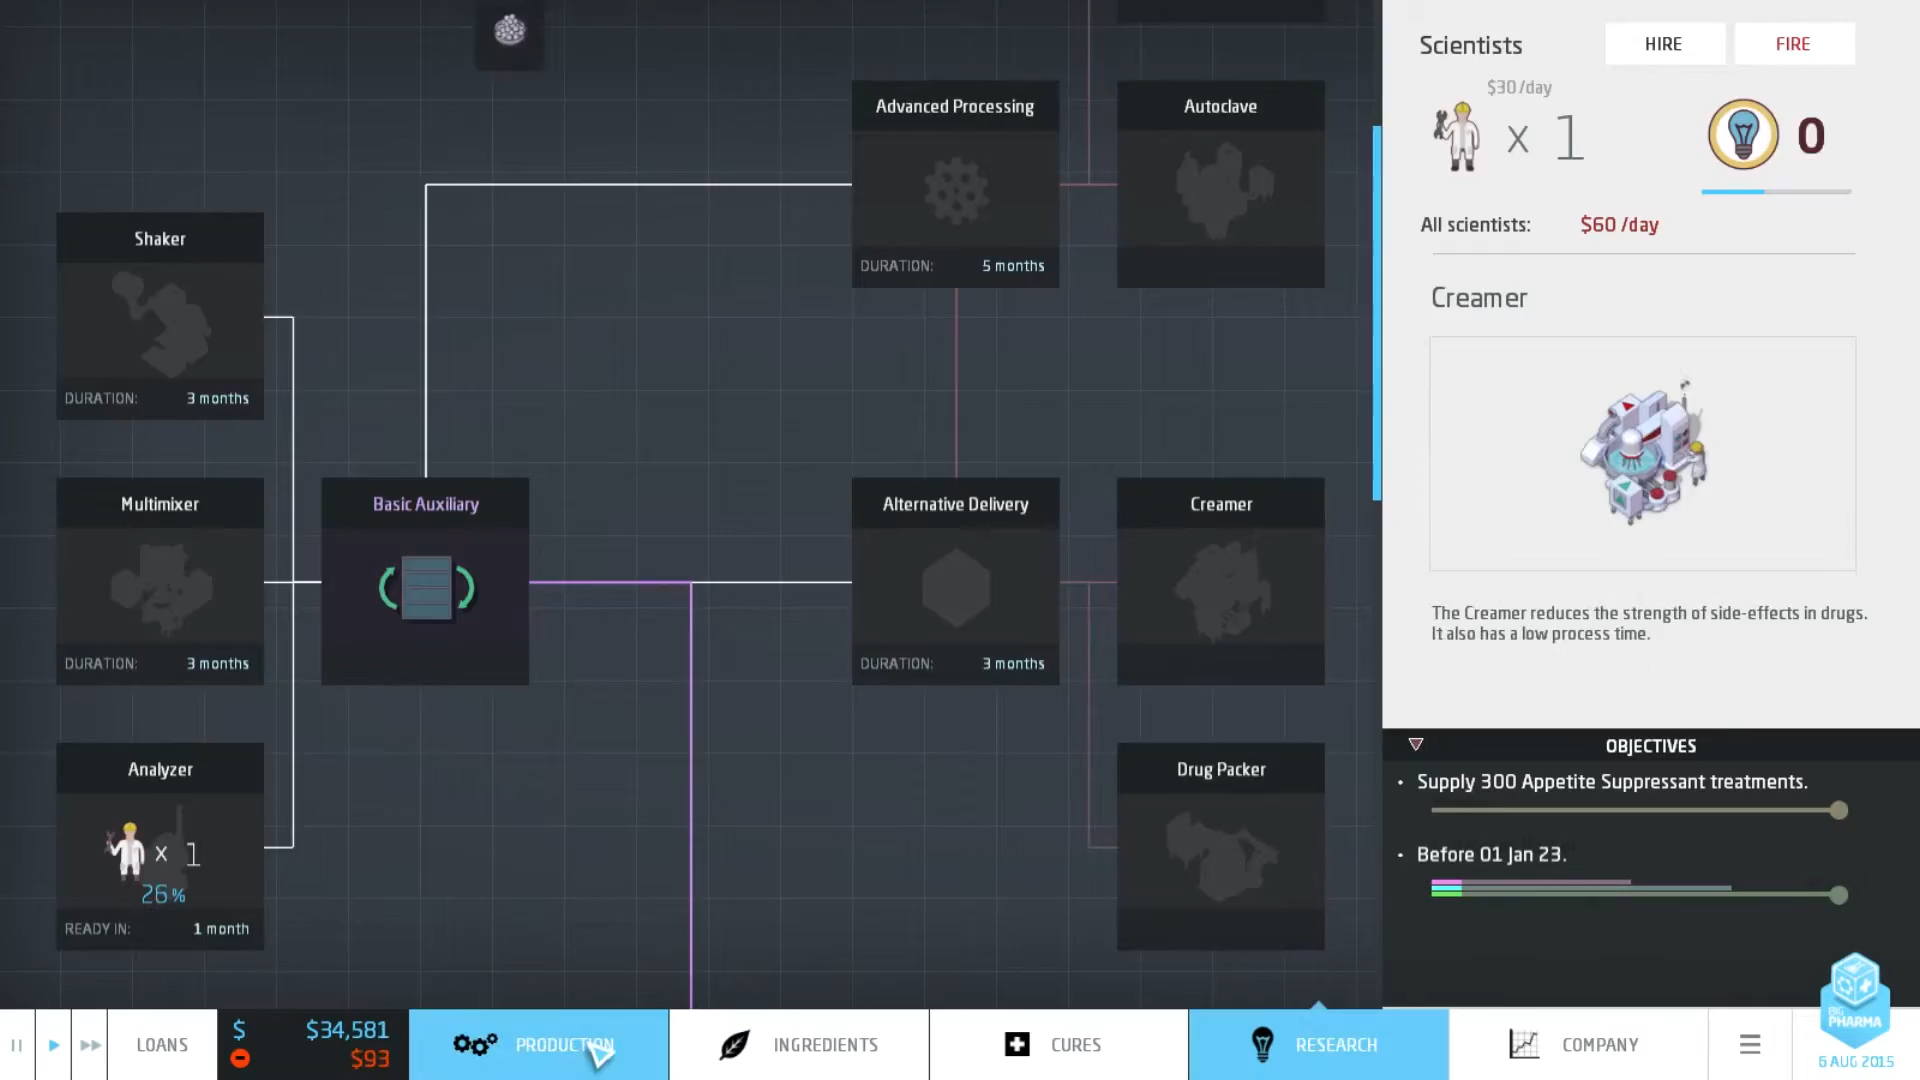 Scientists
HIRE
FIRE
$30/day
x 1
0
All scientists: $60 /day
Creamer
The Creamer reduces the strength of side-effects in drugs.
It also has a low process time.
Advanced Processing
DURATION: 5 months
Autoclave
Shaker
DURATION: 3 months
Multimixer
DURATION: 3 months
Basic Auxiliary
Alternative Delivery
DURATION: 3 months
Creamer
Analyzer
x 1
26%
READY IN: 1 month
Drug Packer
OBJECTIVES
• Supply 300 Appetite Suppressant treatments.
• Before 01 Jan 23.
LOANS
$ $34,581
$93
PRODUCTION
INGREDIENTS
CURES
RESEARCH
COMPANY
BIG
PHARMA
6 AUG 2015